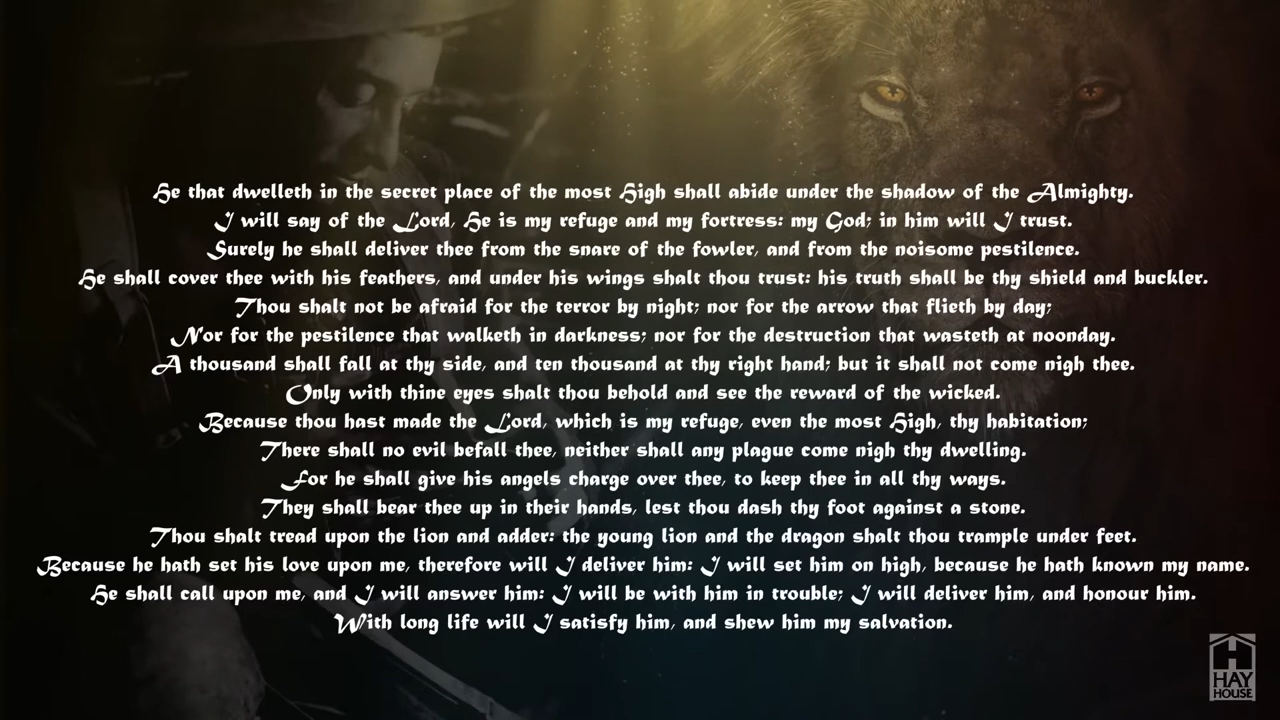 He that dwelleth in the secret place of the most High shall abide under the shadow of the Almighty.
I will say of the Lord, He is my refuge and my fortress: my God; in him will I trust.
Surely he shall deliver thee from the snare of the fowler, and from the noisome pestilence.
He shall cover thee with his feathers, and under his wings shalt thou trust: his truth shall be thy shield and buckler.
Thou shalt not be afraid for the terror by night; nor for the arrow that flieth by day;
Nor for the pestilence that walketh in darkness; nor for the destruction that wasteth at noonday.
A thousand shall fall at thy side, and ten thousand at thy right hand; but it shall not come nigh thee.
Only with thine eyes shalt thou behold and see the reward of the wicked.
Because thou hast made the Lord, which is my refuge, even the most High, thy habitation;
There shall no evil befall thee, neither shall any plague come nigh thy dwelling.
For he shall give his angels charge over thee, to keep thee in all thy ways.
They shall bear thee up in their hands, lest thou dash thy foot against a stone.
Thou shalt tread upon the lion and adder: the young lion and the dragon shalt thou trample under feet.
Because he hath set his love upon me, therefore will I deliver him: I will set him on high, because he hath known my name.
He shall call upon me, and I will answer him: I will be with him in trouble; I will deliver him, and honour him.
With long life will I satisfy him, and shew him my salvation.
HAY
HOUSE